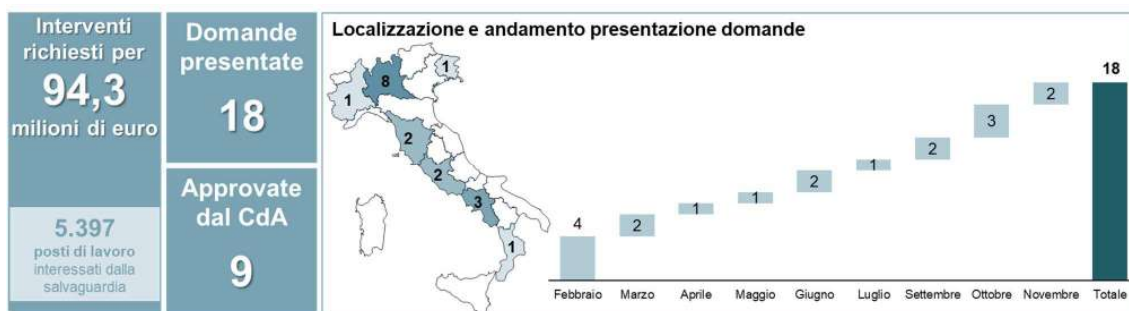 Interventi
richiesti per
94,3
milioni di euro
5.397
posti di lavoro
interessati dalla
salvaguardia
Domande
presentate
18
Approvate
dal CdA
9
Localizzazione e andamento presentazione domande
1
8
1
2
2
3
1
4
2
1
1
2
1
2
3
2
18
Febbraio Marzo Aprile Maggio Giugno Luglio Settembre Ottobre Novembre Totale